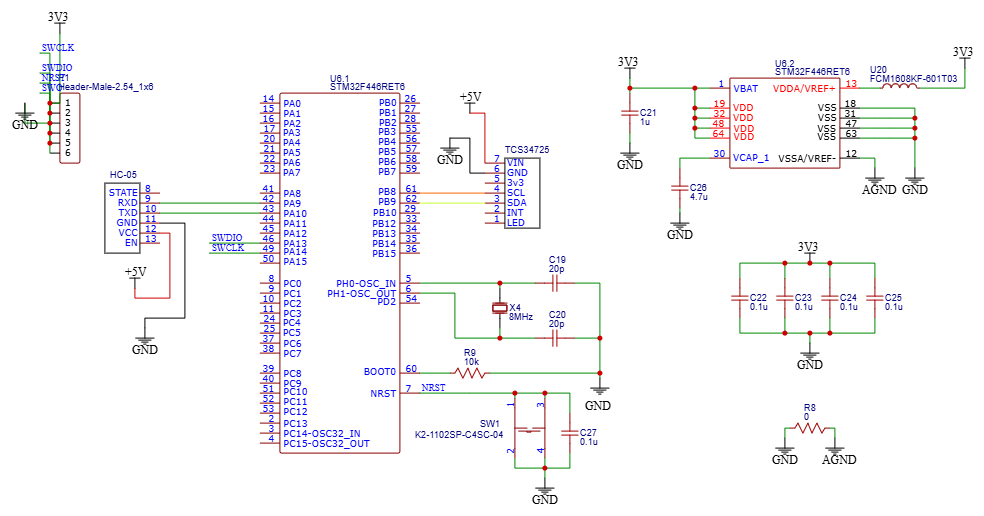 3V3
SWCLK
SWDIO
NRST1
SWO
Header-Male-2.54_1x6
1
2
3
4
5
6
GND
HC-05
STATE 8
RXD 9
TXD 10
GND 11
VCC 12
EN 13
+5V
GND
SWDIO
SWCLK
U6.1
STM32F446RET6
14 PA0
15 PA1
16 PA2
17 PA3
20 PA4
21 PA5
22 PA6
23 PA7
41 PA8
42 PA9
43 PA10
44 PA11
45 PA12
46 PA13
49 PA14
50 PA15
8 PC0
9 PC1
10 PC2
11 PC3
24 PC4
25 PC5
37 PC6
38 PC7
39 PC8
40 PC9
51 PC10
52 PC11
53 PC12
2 PC13
3 PC14-OSC32_IN
4 PC15-OSC32_OUT
PB0 26
PB1 27
PB2 28
PB3 55
PB4 56
PB5 57
PB6 58
PB7 59
PB8 61
PB9 62
PB10 29
PB12 33
PB13 34
PB14 35
PB15 36
PH0-OSC_IN 5
PH1-OSC_OUT 6
PD2 54
BOOT0 60
NRST 7
NRST
+5V
GND
TCS34725
7 VIN
6 GND
5 3v3
4 SCL
3 SDA
2 INT
1 LED
C19
20p
X4
8MHz
C20
20p
R9
10k
GND
SW1
K2-1102SP-C4SC-04
1
3
2
4
C27
0.1u
GND
3V3
C21
1u
GND
U6.2
STM32F446RET6
1 VBAT
19 VDD
32 VDD
48 VDD
64 VDD
30 VCAP_1
VDDA/VREF+ 13
VSS 18
VSS 31
VSS 47
VSS 63
VSSA/VREF- 12
U20
FCM1608KF-601T03
3V3
C26
4.7u
GND
AGND
GND
3V3
C22
0.1u
C23
0.1u
C24
0.1u
C25
0.1u
GND
R8
0
GND
AGND